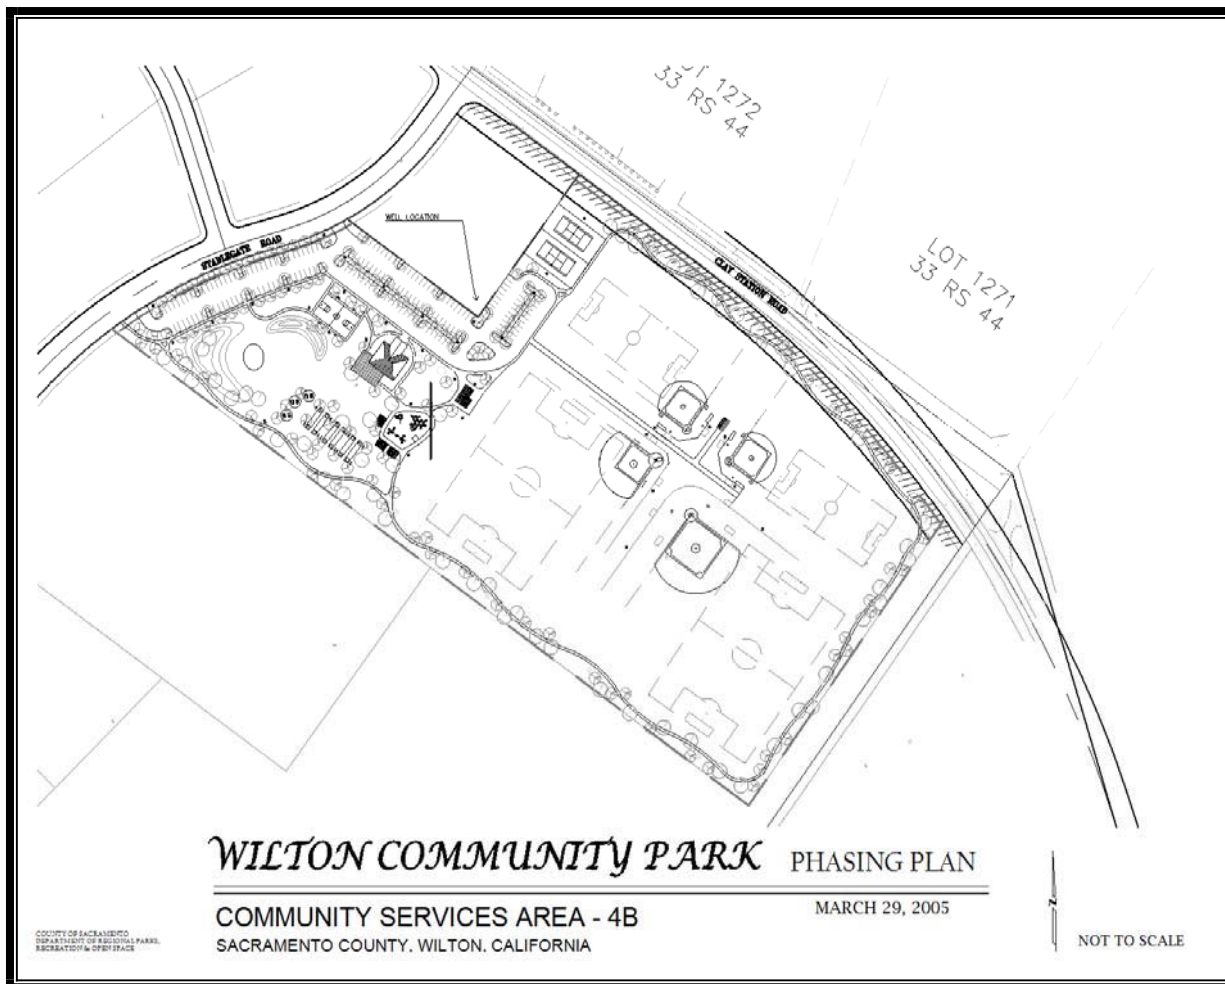 LOT 1272
33 RS 44
LOT 1271
33 RS 44
WELL LOCATION
STABLEGATE ROAD
CLAY STATION ROAD
WILTON COMMUNITY PARK
PHASING PLAN
MARCH 29, 2005
COMMUNITY SERVICES AREA - 4B
SACRAMENTO COUNTY, WILTON, CALIFORNIA
COUNTY OF SACRAMENTO
DEPARTMENT OF REGIONAL PARKS,
RECREATION & OPEN SPACE
N
NOT TO SCALE